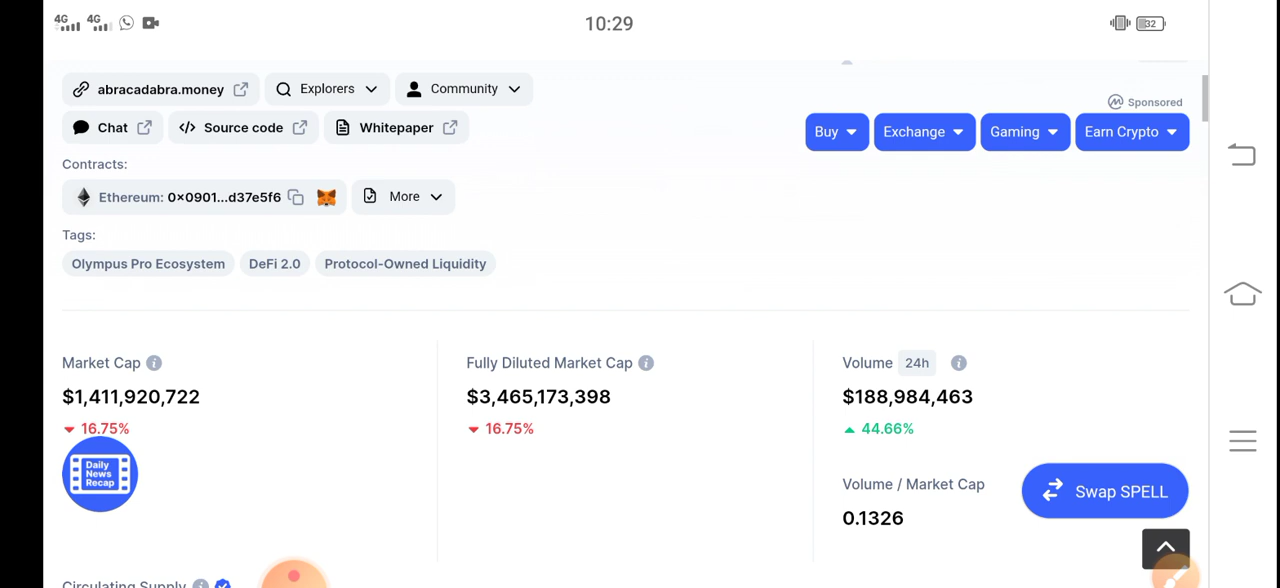 4G 4G 10:29 32
abracadabra.money Explorers Community
Sponsored
Chat Source code Whitepaper
Buy Exchange Gaming Earn Crypto
Contracts:
Ethereum: 0x0901...d37e5f6 More
Tags:
Olympus Pro Ecosystem DeFi 2.0 Protocol-Owned Liquidity
Market Cap Fully Diluted Market Cap Volume 24h
$1,411,920,722 $3,465,173,398 $188,984,463
16.75% 16.75% 44.66%
Daily
News
Recap
Volume / Market Cap
0.1326
Swap SPELL
Circulating Supply